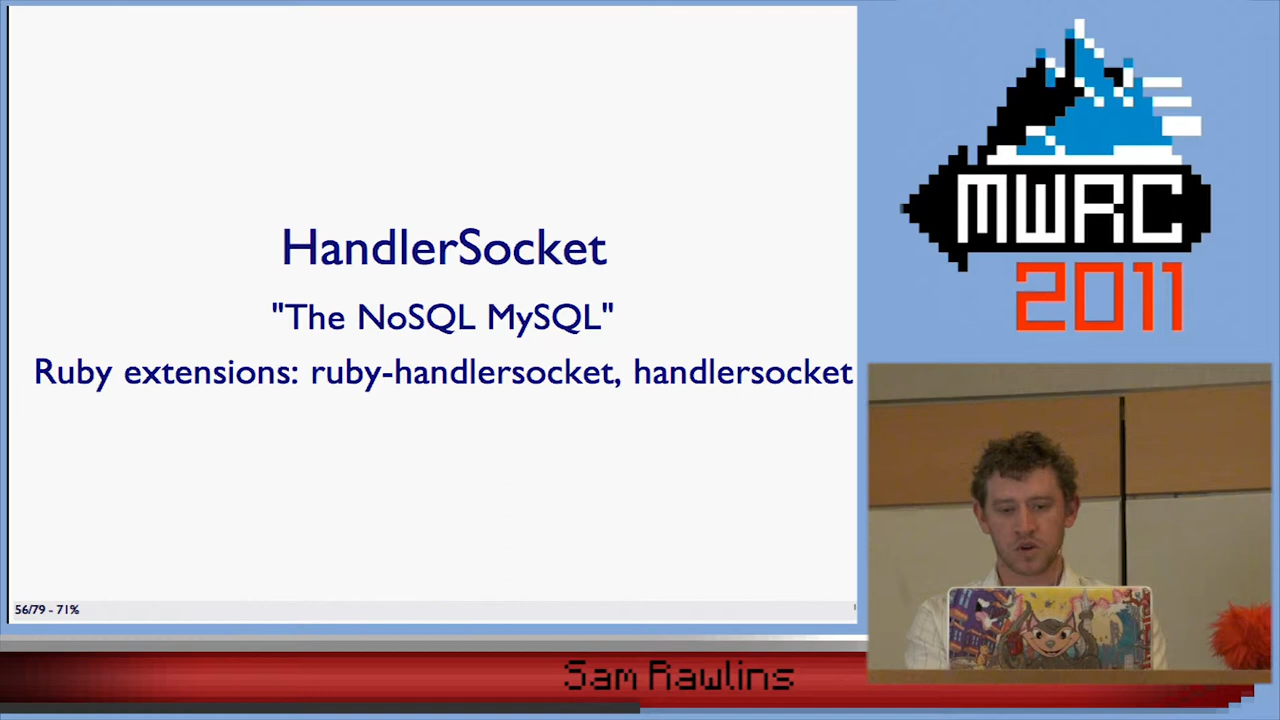 HandlerSocket
"The NoSQL MySQL"
Ruby extensions: ruby-handlersocket, handlersocket
56/79 - 71%
MWRC
2011
Sam Rawlins